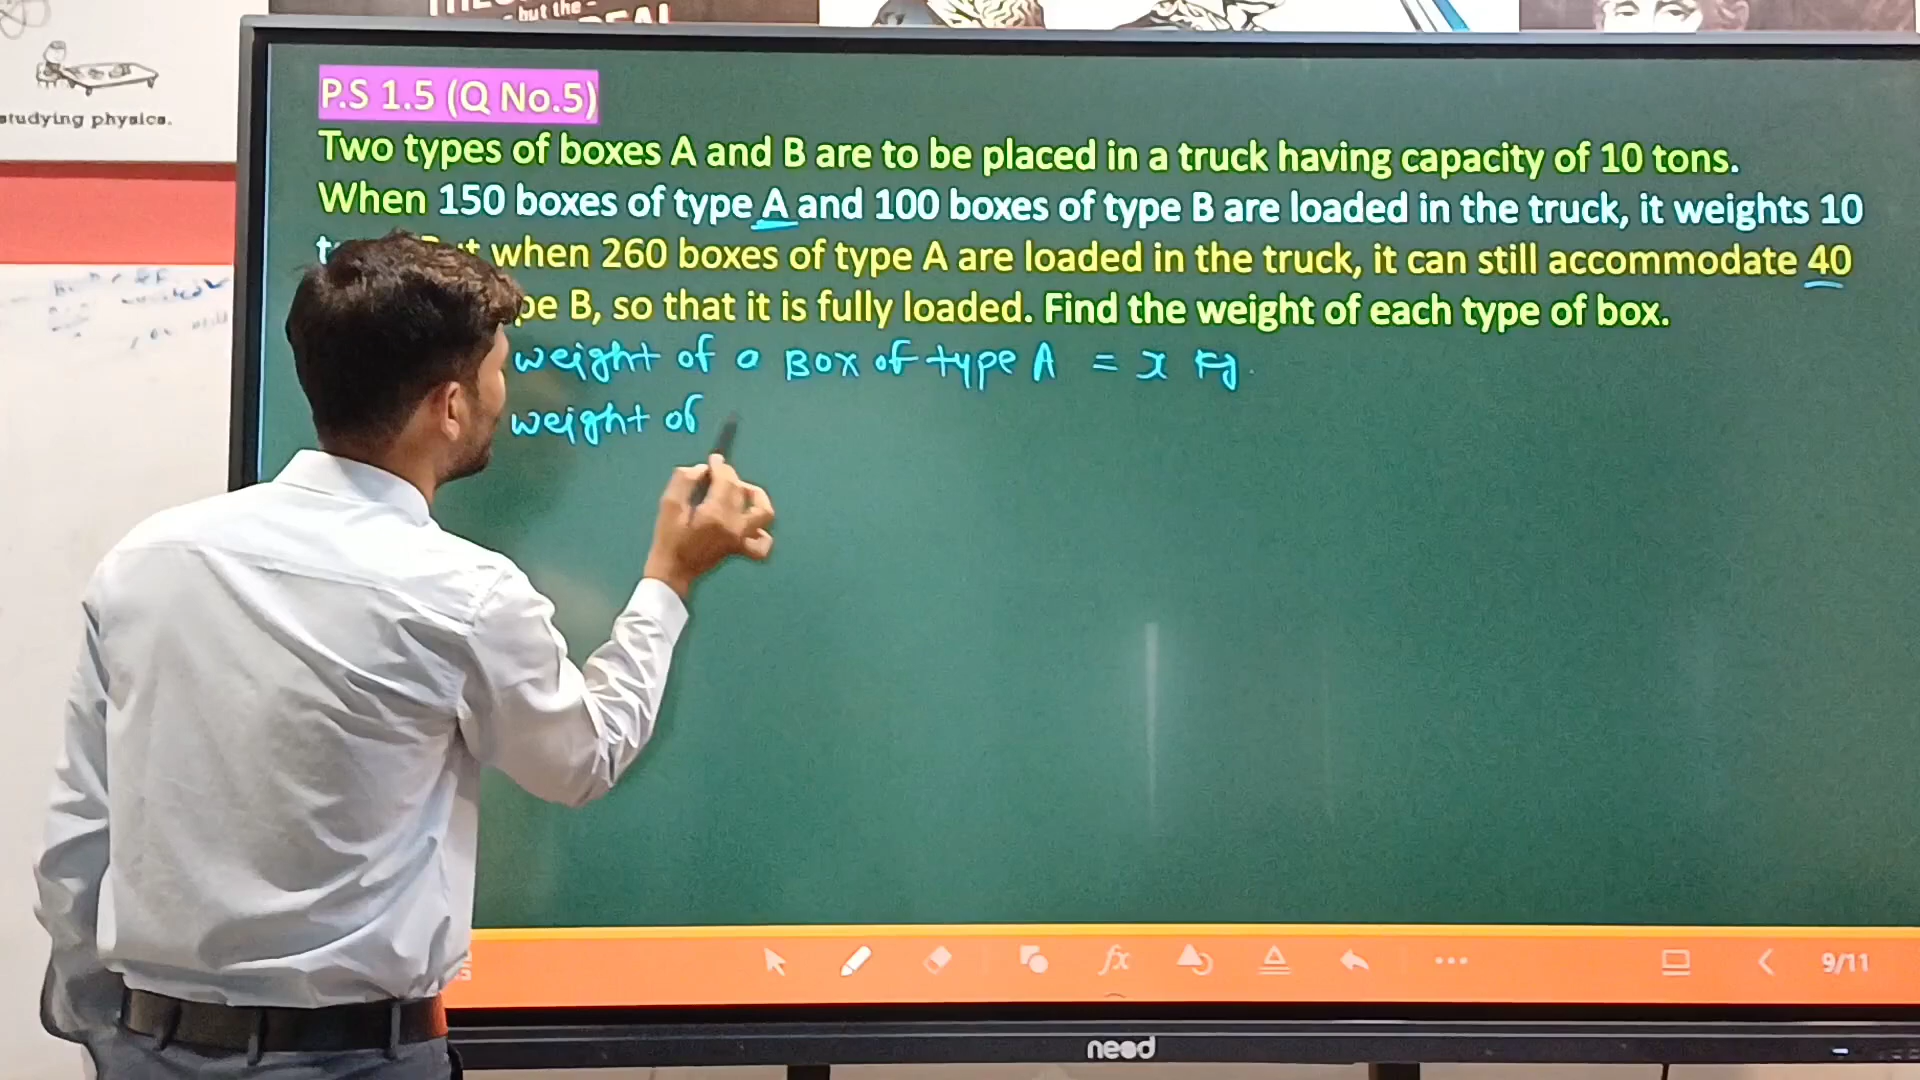 but the
studying physics.
P.S 1.5 (Q No.5)
Two types of boxes A and B are to be placed in a truck having capacity of 10 tons.
When 150 boxes of type A and 100 boxes of type B are loaded in the truck, it weights 10
when 260 boxes of type A are loaded in the truck, it can still accommodate 40
B, so that it is fully loaded. Find the weight of each type of box.
weight of a Box of type A = x kg.
weight of
fx
9/11
neod